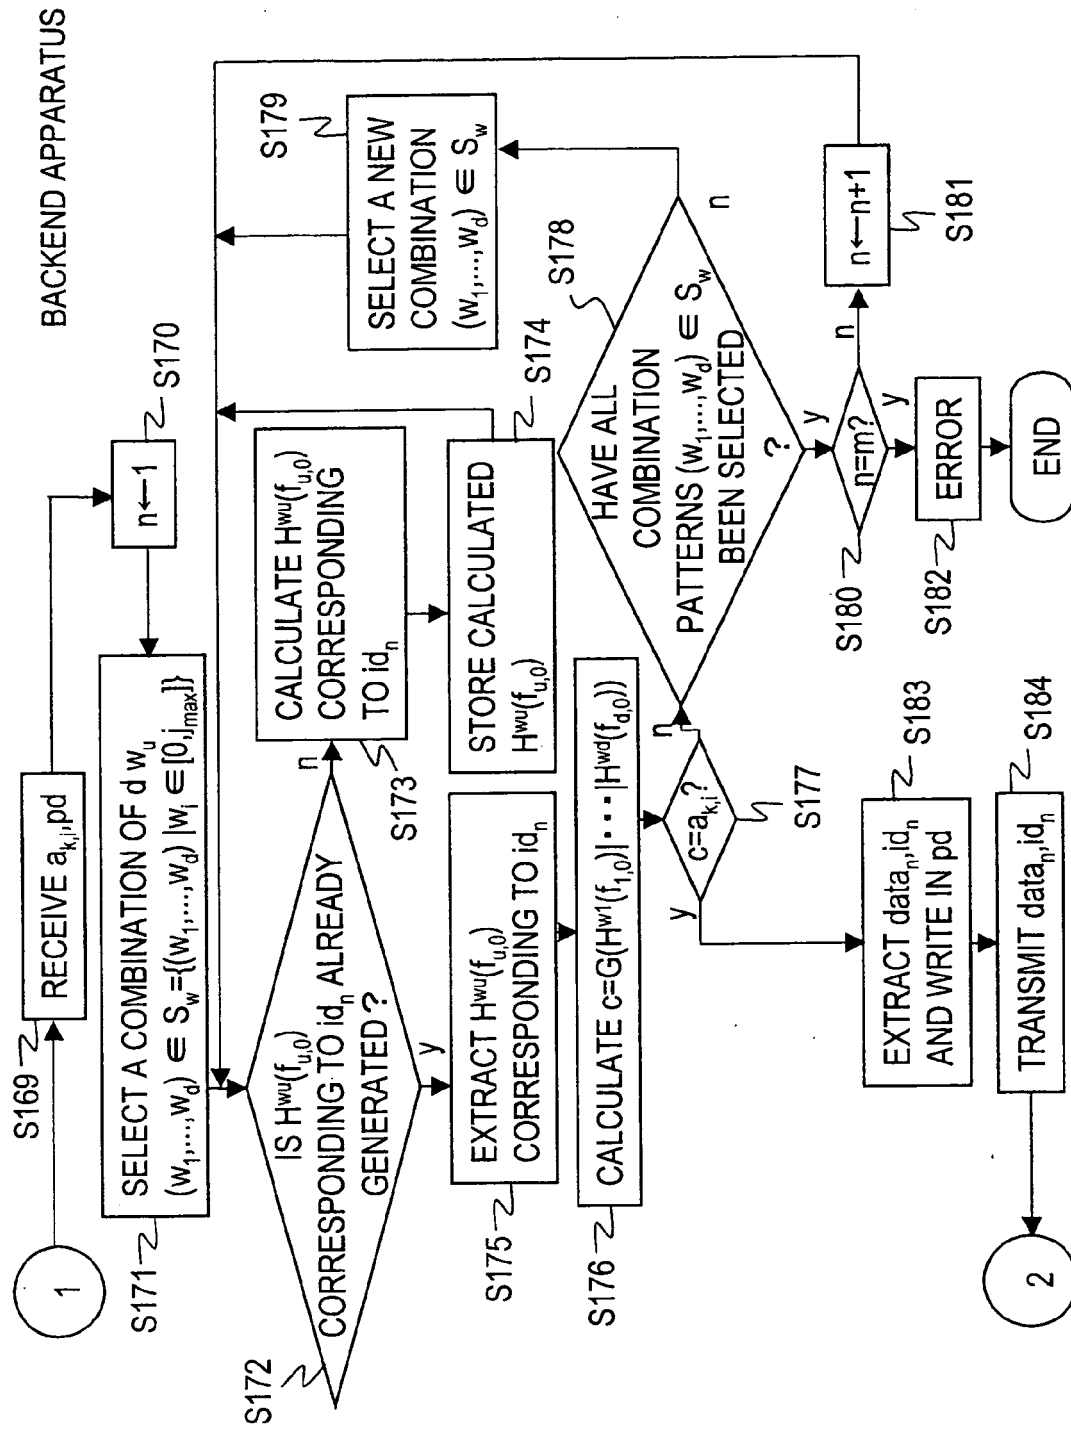 BACKEND APPARATUS
1
S169
RECEIVE a_{k,i},pd
n←1
S170
S171
SELECT A COMBINATION OF d w_u
(w_1,...,w_d) ∈ S_w={(w_1,...,w_d) |w_i ∈[0,j_{max}]}
S172
IS H^{wu}(f_{u,0})
CORRESPONDING TO id_n ALREADY
GENERATED?
n
y
CALCULATE H^{wu}(f_{u,0})
CORRESPONDING
TO id_n
S173
STORE CALCULATED
H^{wu}(f_{u,0})
S174
S175
EXTRACT H^{wu}(f_{u,0})
CORRESPONDING TO id_n
S176
CALCULATE c=G(H^{w1}(f_{1,0})|···|H^{wd}(f_{d,0}))
c=a_{k,i}?
S177
n
y
HAVE ALL
COMBINATION
PATTERNS (w_1,...,w_d) ∈ S_w
BEEN SELECTED
?
S178
n
y
S179
SELECT A NEW
COMBINATION
(w_1,...,w_d) ∈ S_w
S180
n=m?
n
y
n←n+1
S181
S182
ERROR
END
EXTRACT data_n,id_n
AND WRITE IN pd
S183
TRANSMIT data_n,id_n
S184
2